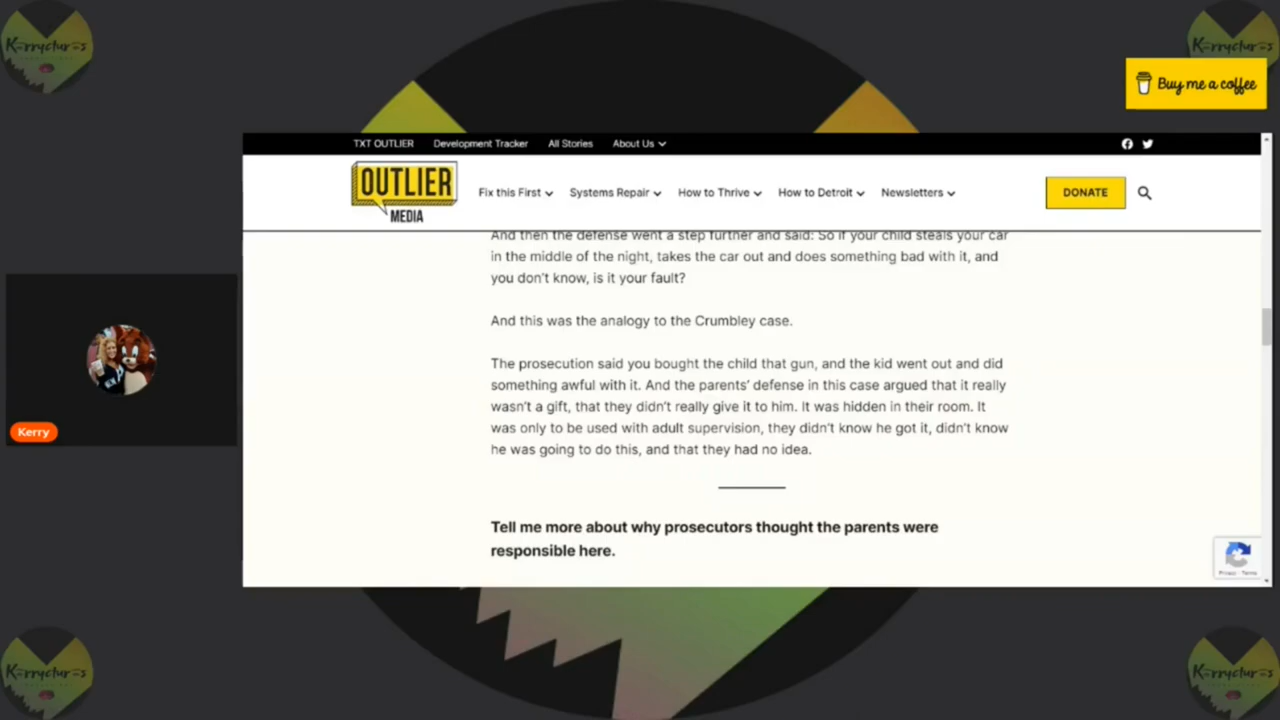 K=rryctur=s
K=rryctur=s
Buy me a coffee
TXT OUTLIER Development Tracker All Stories About Us
OUTLIER
MEDIA
Fix this First Systems Repair How to Thrive How to Detroit Newsletters DONATE
And then the defense went a step further and said: So if your child steals your car
in the middle of the night, takes the car out and does something bad with it, and
you don't know, is it your fault?
And this was the analogy to the Crumbley case.
The prosecution said you bought the child that gun, and the kid went out and did
something awful with it. And the parents' defense in this case argued that it really
wasn't a gift, that they didn't really give it to him. It was hidden in their room. It
was only to be used with adult supervision, they didn't know he got it, didn't know
he was going to do this, and that they had no idea.
Kerry
Tell me more about why prosecutors thought the parents were
responsible here.
Privacy - Terms
K=rryctur=s
K=rryctur=s